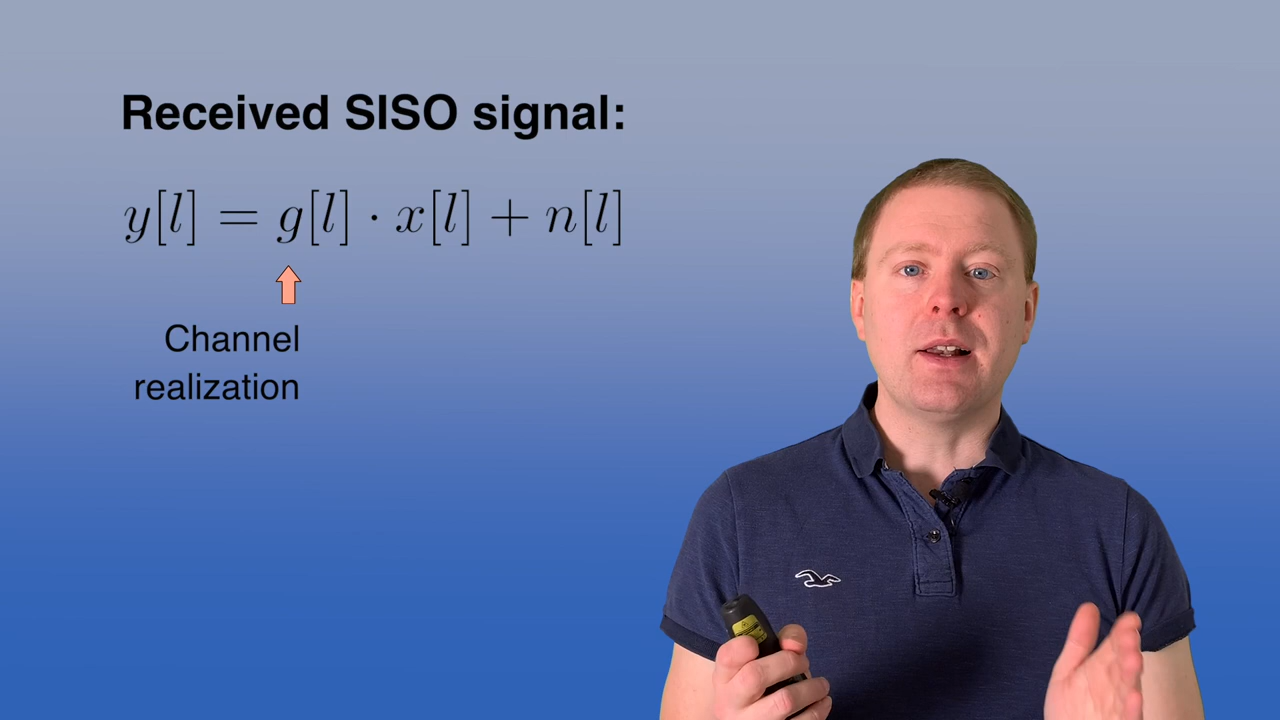 Received SISO signal:
y[l] = g[l] · x[l] + n[l]
Channel
realization